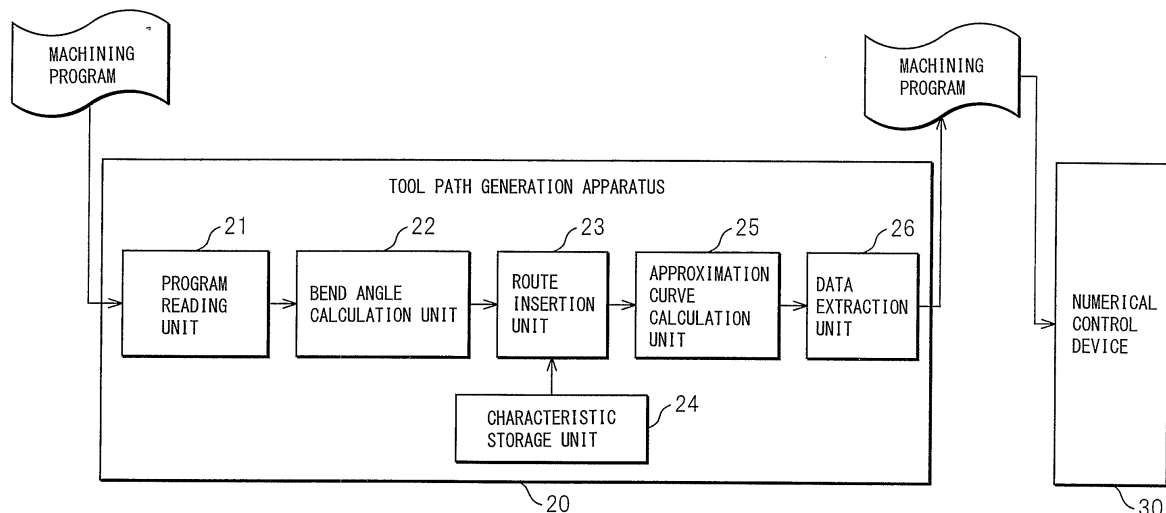 MACHINING
PROGRAM
MACHINING
PROGRAM
TOOL PATH GENERATION APPARATUS
21
PROGRAM
READING
UNIT
22
BEND ANGLE
CALCULATION UNIT
23
ROUTE
INSERTION
UNIT
25
APPROXIMATION
CURVE
CALCULATION
UNIT
26
DATA
EXTRACTION
UNIT
NUMERICAL
CONTROL
DEVICE
CHARACTERISTIC
STORAGE UNIT
24
20
30